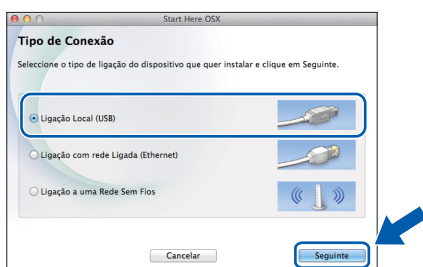 Start Here OSX
Tipo de Conexão
Seleccione o tipo de ligação do dispositivo que quer instalar e clique em Seguinte.
Ligação Local (USB)
Ligação com rede Ligada (Ethernet)
Ligação a uma Rede Sem Fios
Cancelar
Seguinte